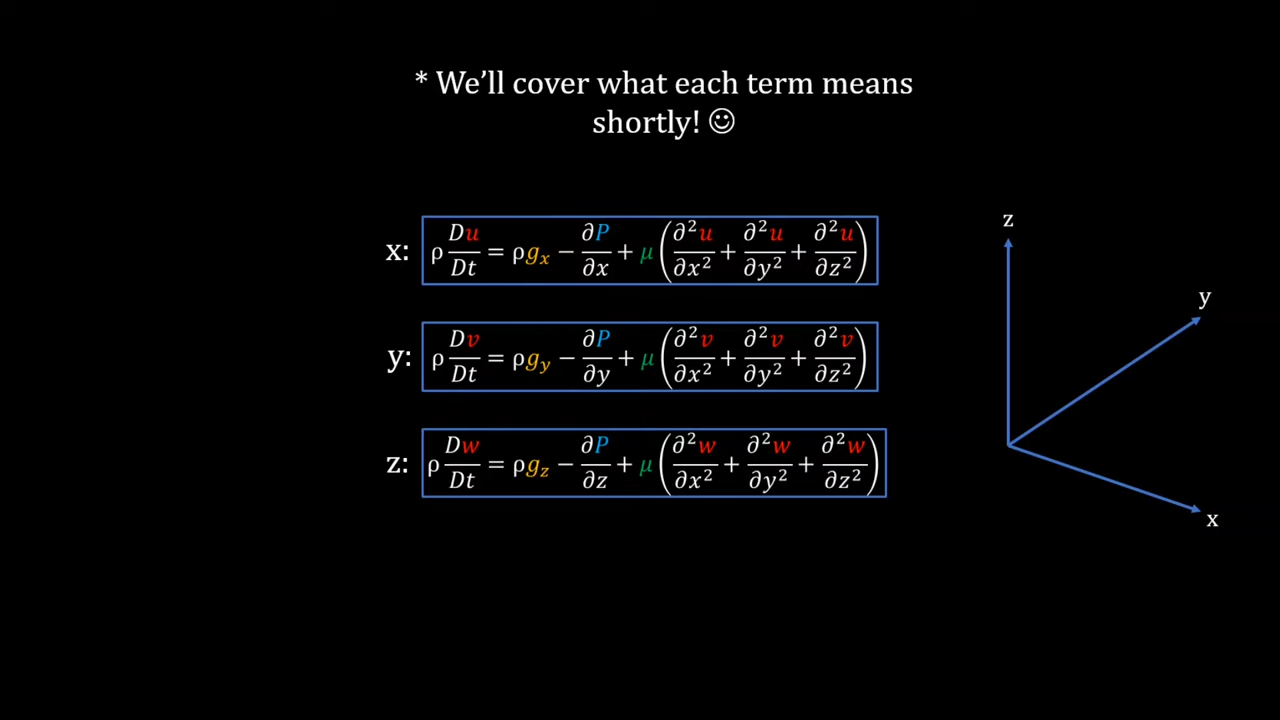 * We’ll cover what each term means
shortly! ☺
x: ρ Du/Dt = ρgₓ − ∂P/∂x + μ(∂²u/∂x² + ∂²u/∂y² + ∂²u/∂z²)
y: ρ Dv/Dt = ρg_y − ∂P/∂y + μ(∂²v/∂x² + ∂²v/∂y² + ∂²v/∂z²)
z: ρ Dw/Dt = ρg_z − ∂P/∂z + μ(∂²w/∂x² + ∂²w/∂y² + ∂²w/∂z²)
z
y
x